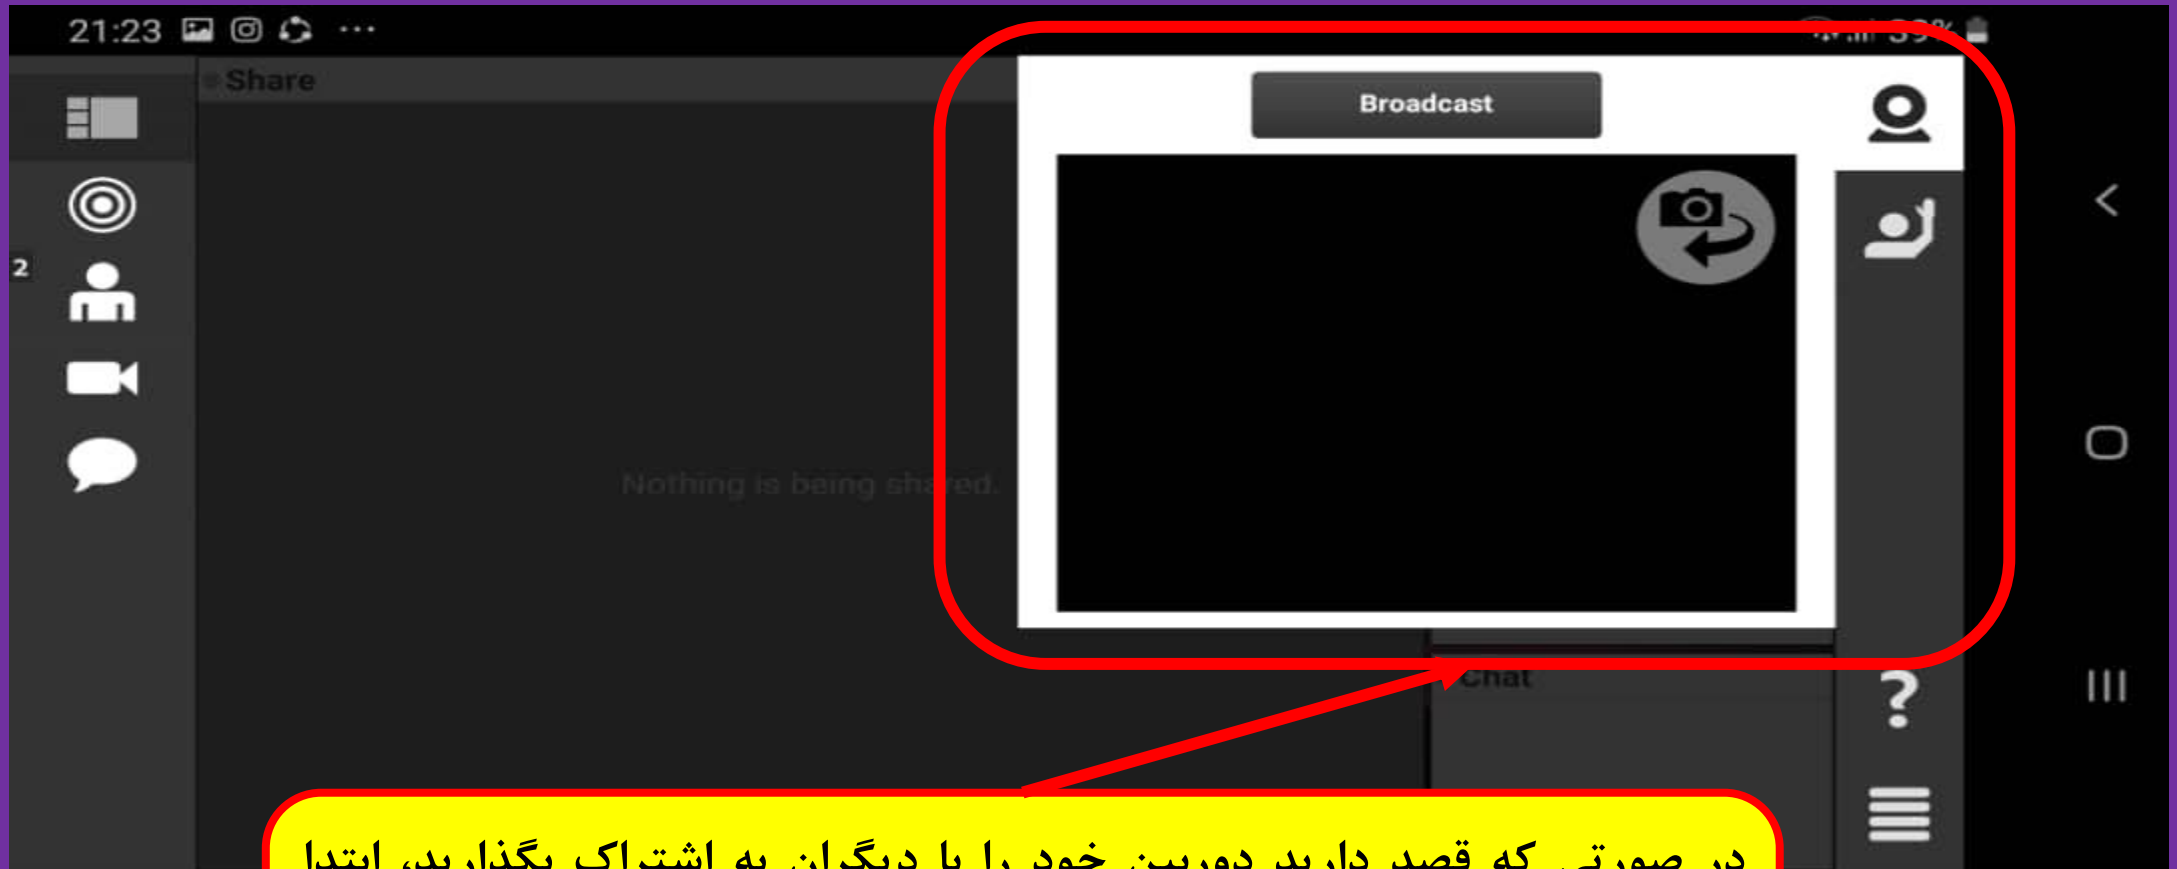 21:23
39%
Share
Broadcast
2
Nothing is being shared.
Chat
?
در صورتی که قصد دارید دوربین خود را با دیگران به اشتراک بگذارید، ابتدا